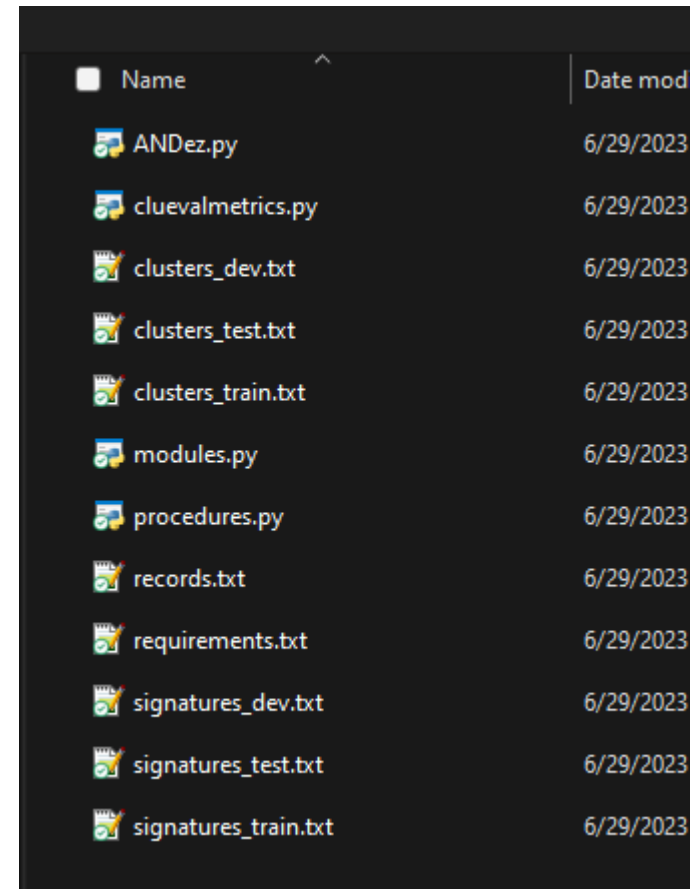 Name Date mod
ANDez.py 6/29/2023
cluevalmetrics.py 6/29/2023
clusters_dev.txt 6/29/2023
clusters_test.txt 6/29/2023
clusters_train.txt 6/29/2023
modules.py 6/29/2023
procedures.py 6/29/2023
records.txt 6/29/2023
requirements.txt 6/29/2023
signatures_dev.txt 6/29/2023
signatures_test.txt 6/29/2023
signatures_train.txt 6/29/2023